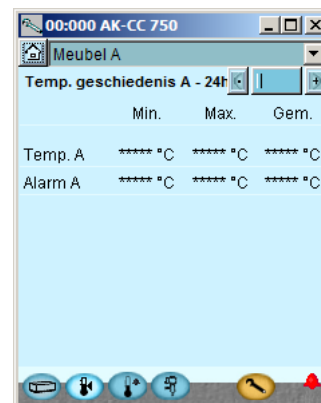 00:000 AK-CC 750
Meubel A
Temp. geschiedenis A - 24h
Min. Max. Gem.
Temp. A ***** °C ***** °C ***** °C
Alarm A ***** °C ***** °C ***** °C